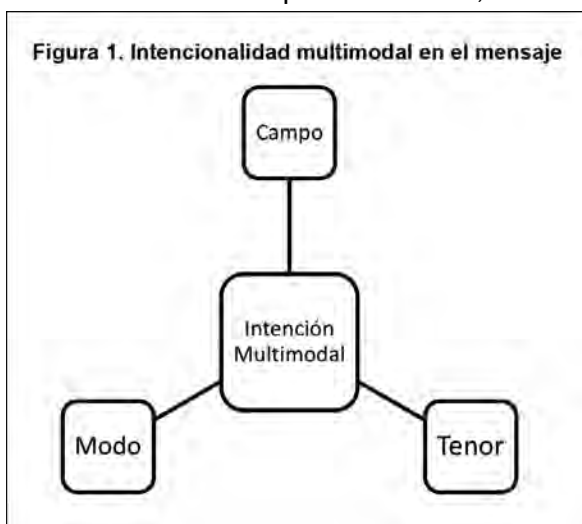 Figura 1. Intencionalidad multimodal en el mensaje
Campo
Intención
Multimodal
Modo
Tenor